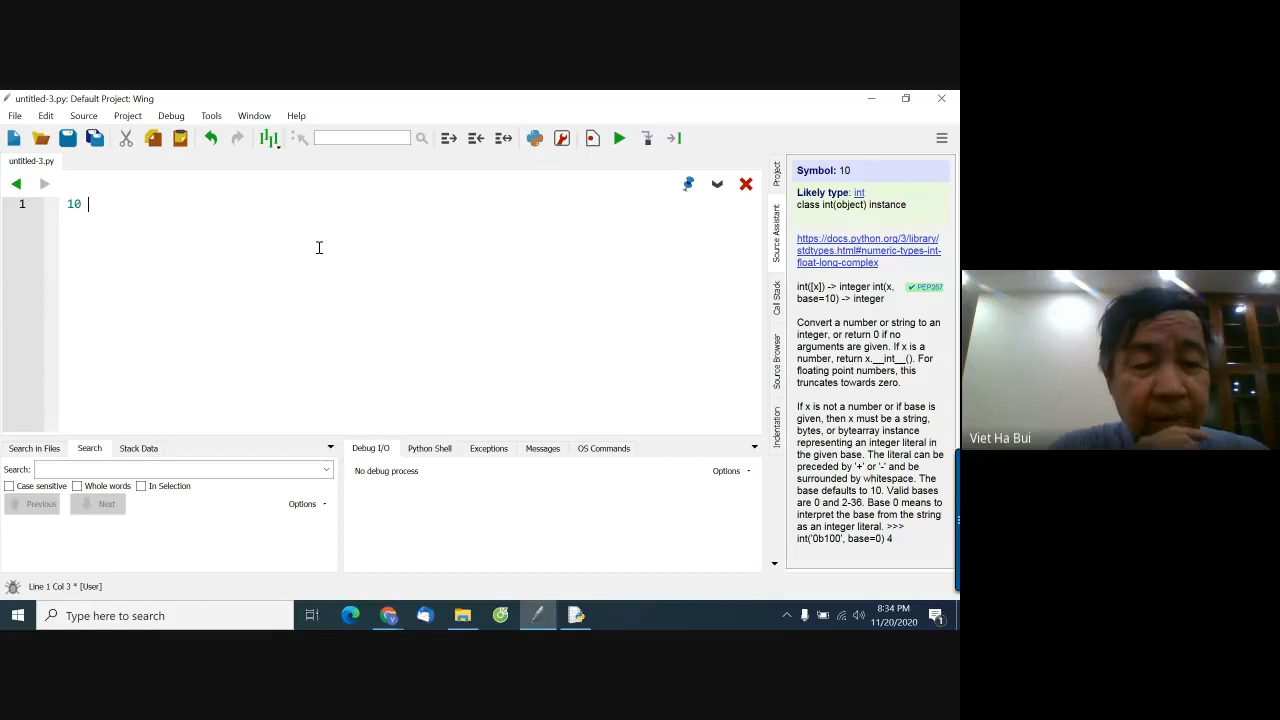 untitled-3.py: Default Project: Wing
File Edit Source Project Debug Tools Window Help
untitled-3.py
1 10
Project
Source Assistant
Call Stack
Source Browser
Indentation
Symbol: 10
Likely type: int
class int(object) instance
https://docs.python.org/3/library/
stdtypes.html#numeric-types-int-
float-long-complex
int([x]) -> integer int(x, ✔ PEP287
base=10) -> integer
Convert a number or string to an
integer, or return 0 if no
arguments are given. If x is a
number, return x.__int__(). For
floating point numbers, this
truncates towards zero.
If x is not a number or if base is
given, then x must be a string,
bytes, or bytearray instance
representing an integer literal in
the given base. The literal can be
preceded by '+' or '-' and be
surrounded by whitespace. The
base defaults to 10. Valid bases
are 0 and 2-36. Base 0 means to
interpret the base from the string
as an integer literal. >>>
int('0b100', base=0) 4
Search in Files Search Stack Data
Search:
Case sensitive Whole words In Selection
Previous Next Options
Debug I/O Python Shell Exceptions Messages OS Commands
No debug process Options
Line 1 Col 3 * [User]
Type here to search
8:34 PM
11/20/2020
1
Viet Ha Bui